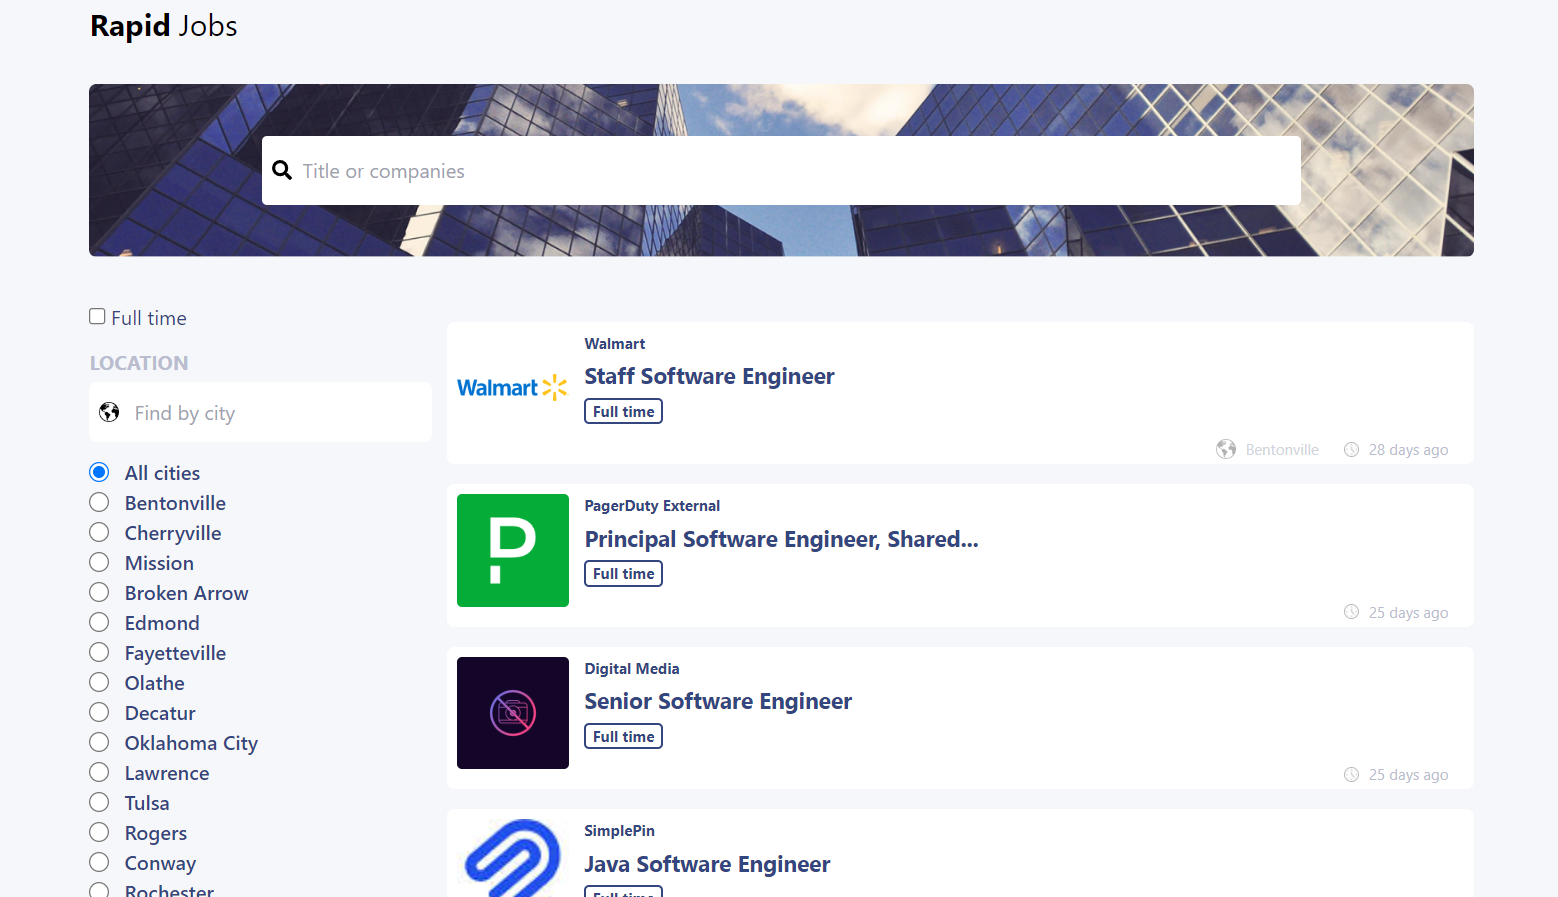 Rapid Jobs
Title or companies
Full time
LOCATION
Find by city
All cities
Bentonville
Cherryville
Mission
Broken Arrow
Edmond
Fayetteville
Olathe
Decatur
Oklahoma City
Lawrence
Tulsa
Rogers
Conway
Rochester
Walmart
Walmart
Staff Software Engineer
Full time
Bentonville
28 days ago
PagerDuty External
Principal Software Engineer, Shared...
Full time
25 days ago
Digital Media
Senior Software Engineer
Full time
25 days ago
SimplePin
Java Software Engineer
Full time